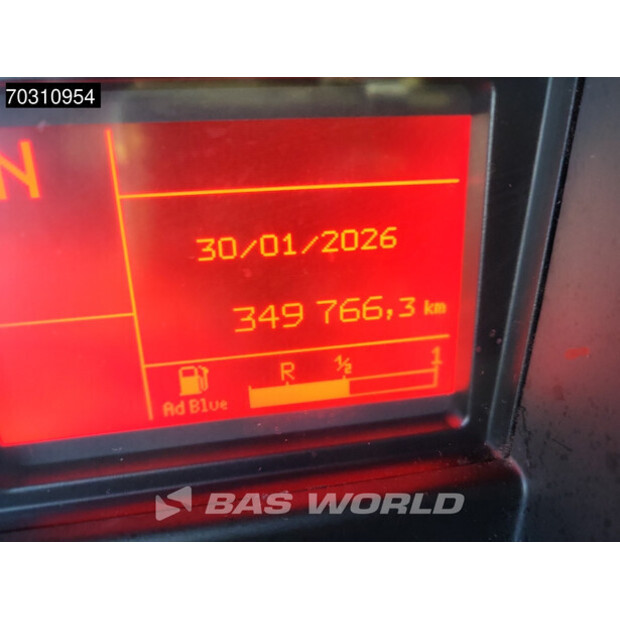 70310954
N
30/01/2026
349 766,3 km
R ½ 1
Ad Blue
BAS WORLD